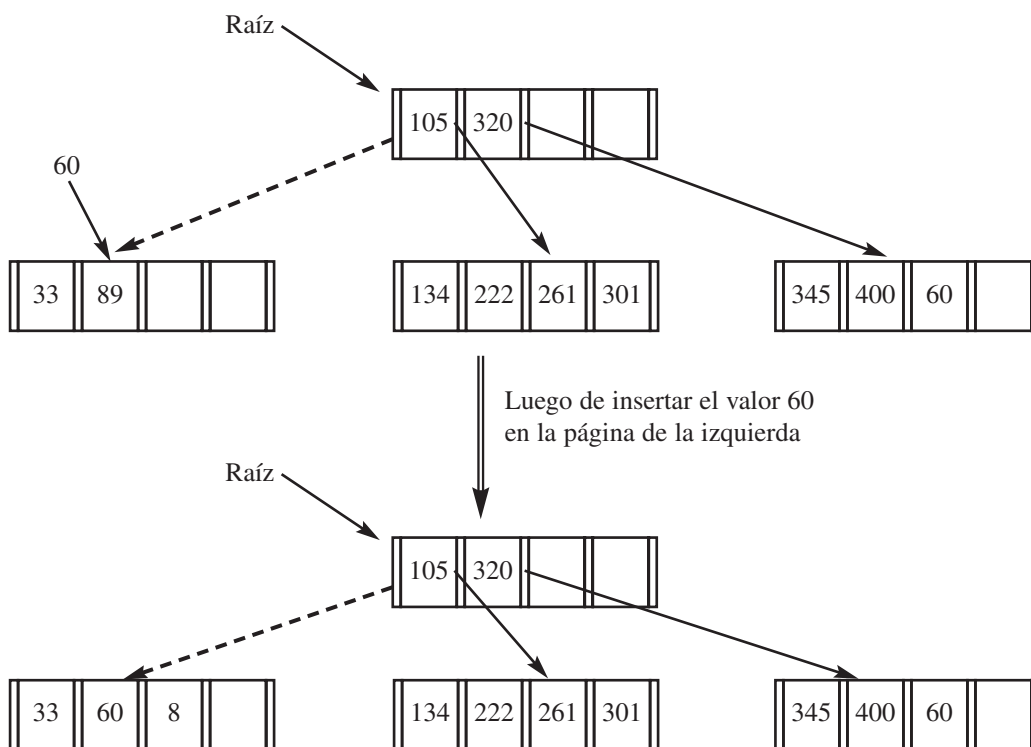 Raíz
105 320
60
33 89
134 222 261 301
345 400 60
Luego de insertar el valor 60
en la página de la izquierda
Raíz
105 320
33 60 8
134 222 261 301
345 400 60